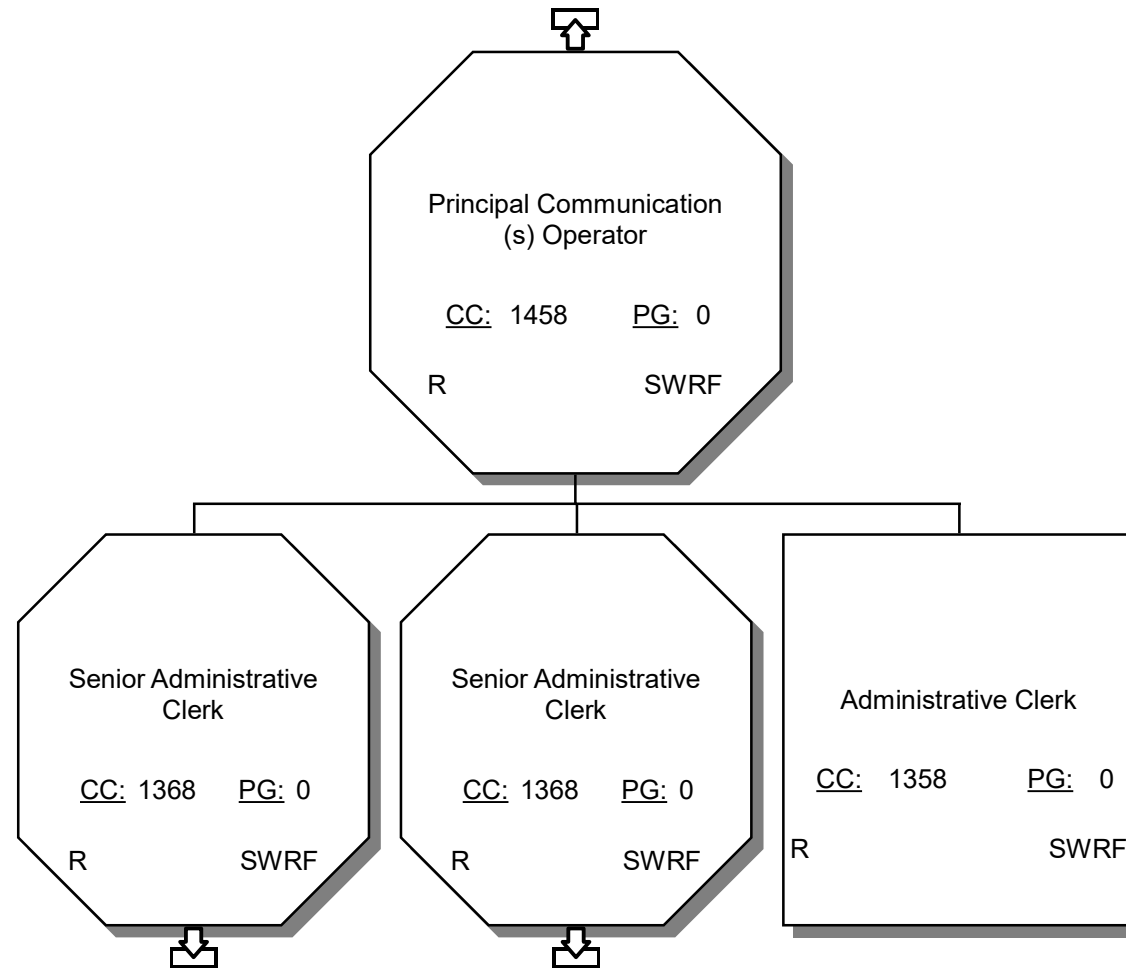 Principal Communication
(s) Operator
CC: 1458 PG: 0
R SWRF
Senior Administrative
Clerk
CC: 1368 PG: 0
R SWRF
Senior Administrative
Clerk
CC: 1368 PG: 0
R SWRF
Administrative Clerk
CC: 1358 PG: 0
R SWRF